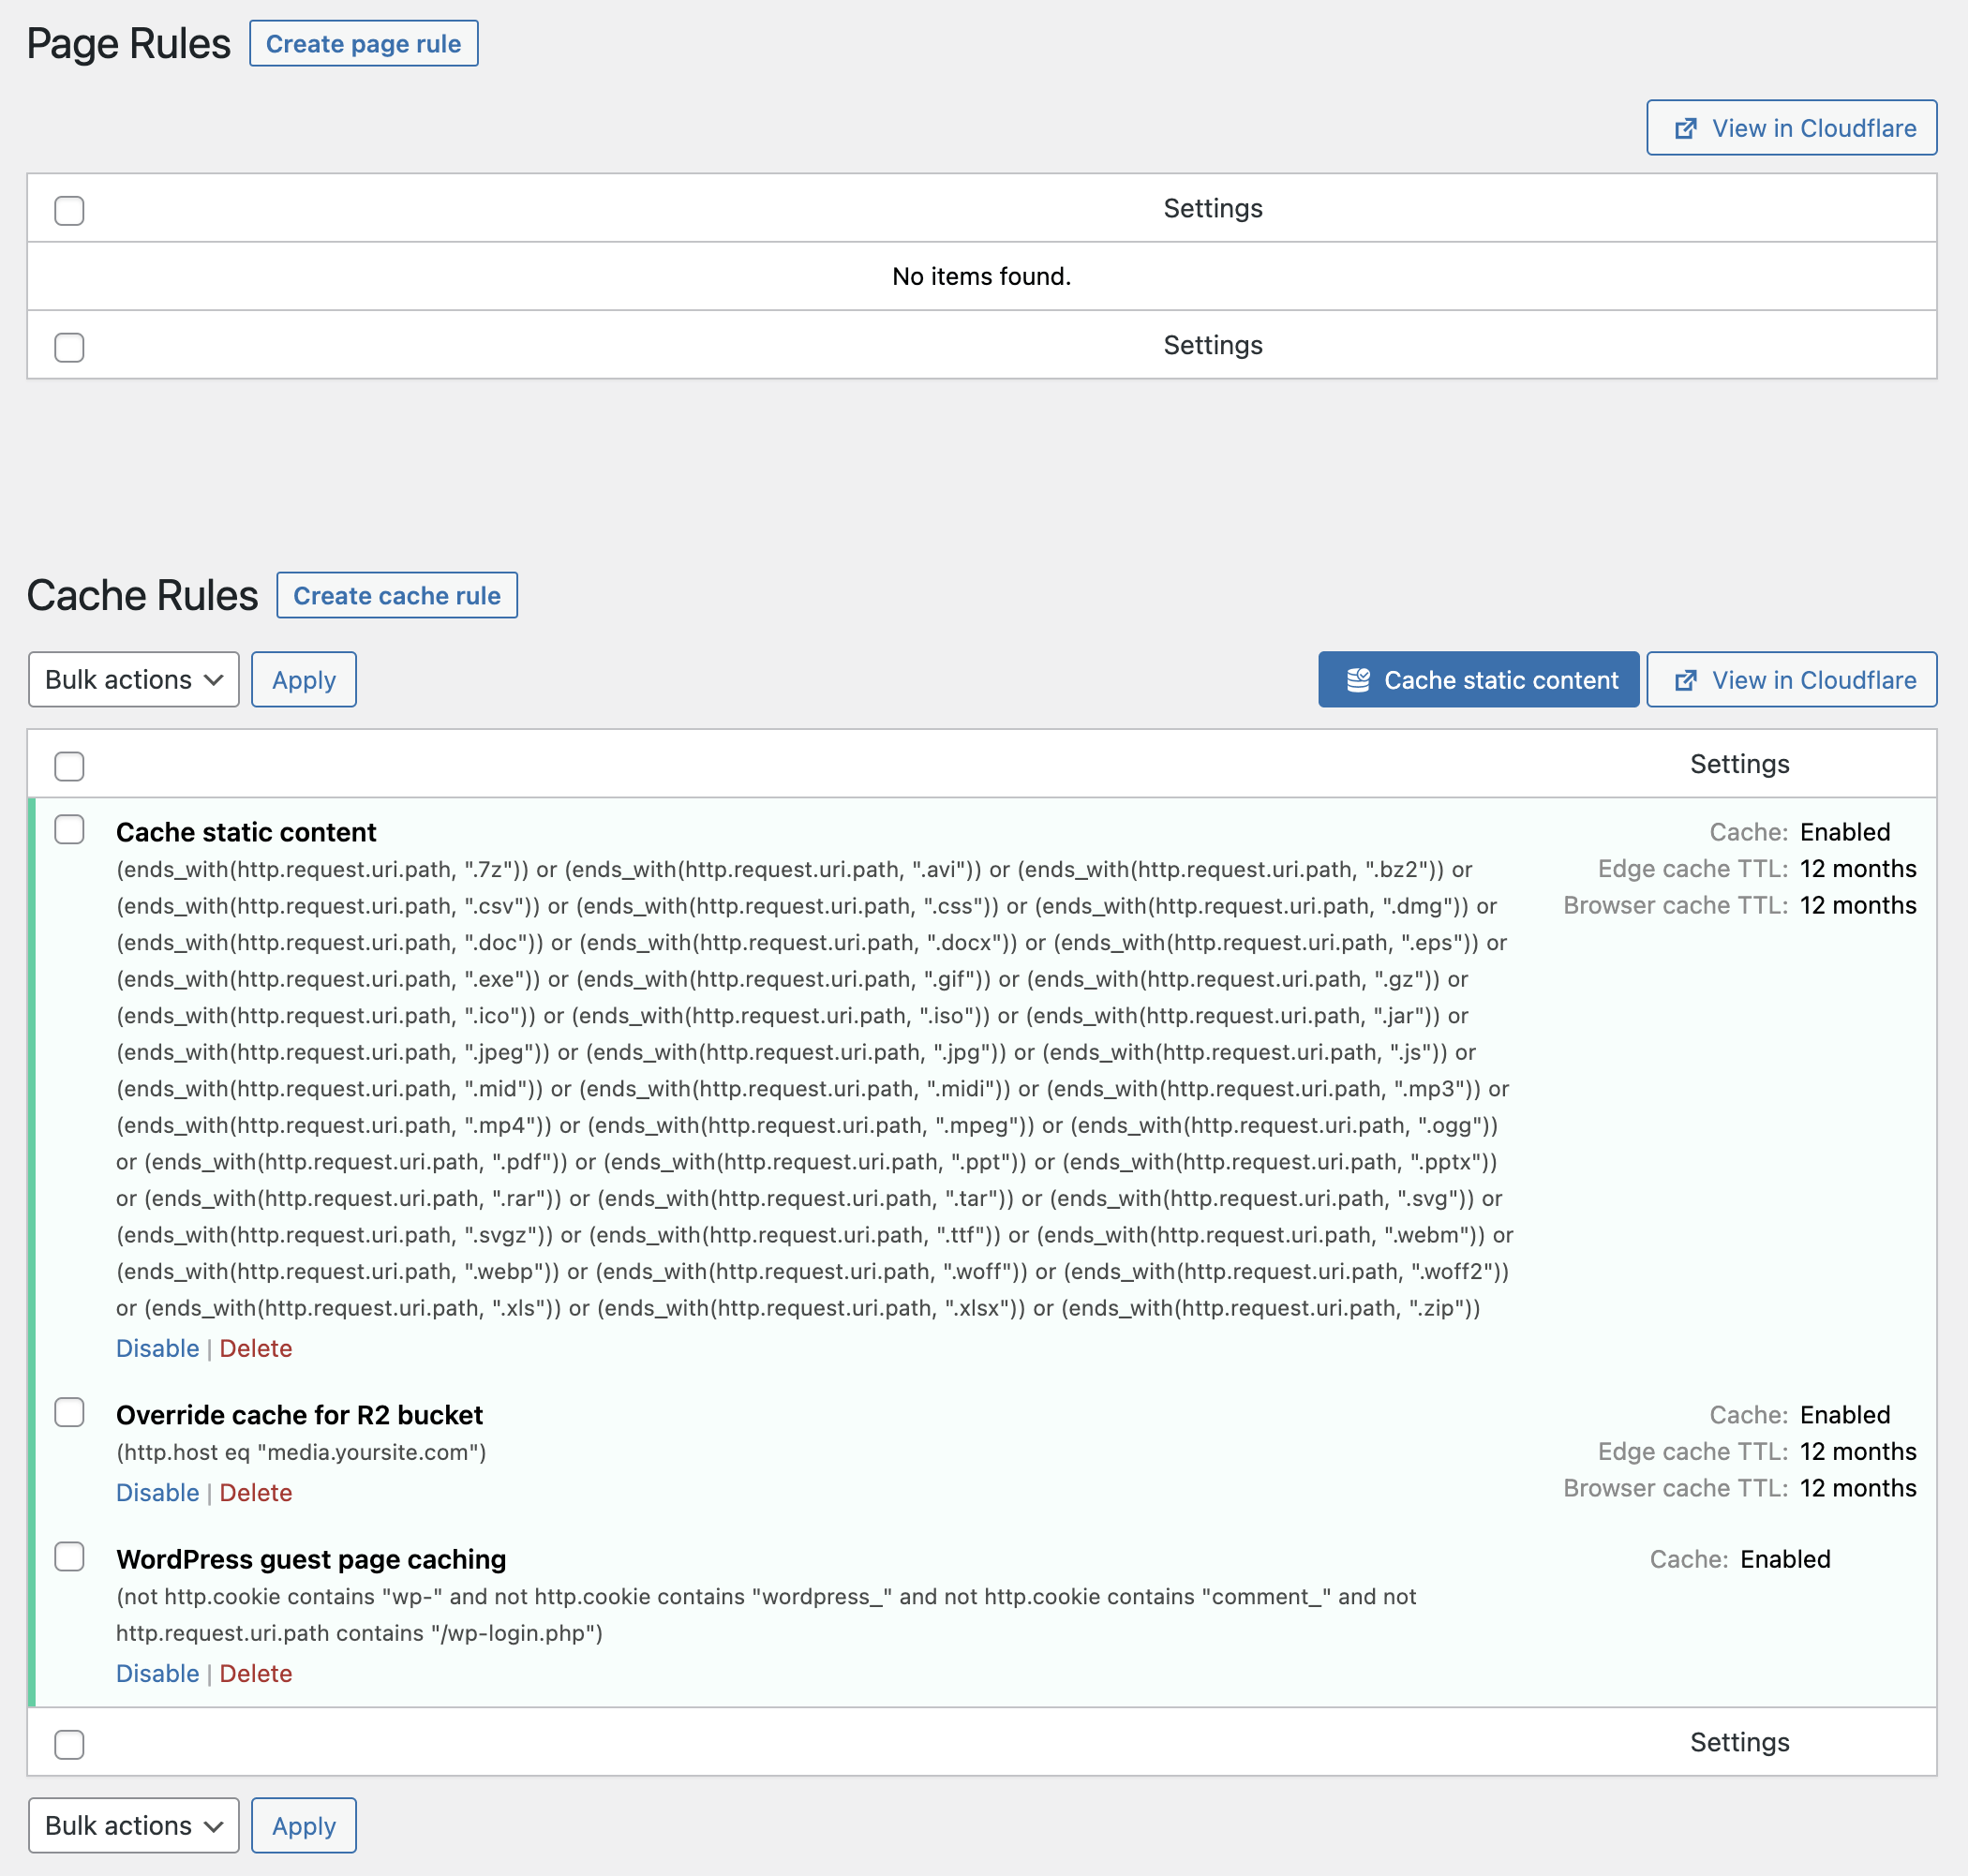 Page Rules
Create page rule
View in Cloudflare
Settings
No items found.
Settings
Cache Rules
Create cache rule
Bulk actions
Apply
Cache static content
View in Cloudflare
Settings
Cache static content
(ends_with(http.request.uri.path, ".7z")) or (ends_with(http.request.uri.path, ".avi")) or (ends_with(http.request.uri.path, ".bz2")) or
(ends_with(http.request.uri.path, ".csv")) or (ends_with(http.request.uri.path, ".css")) or (ends_with(http.request.uri.path, ".dmg")) or
(ends_with(http.request.uri.path, ".doc")) or (ends_with(http.request.uri.path, ".docx")) or (ends_with(http.request.uri.path, ".eps")) or
(ends_with(http.request.uri.path, ".exe")) or (ends_with(http.request.uri.path, ".gif")) or (ends_with(http.request.uri.path, ".gz")) or
(ends_with(http.request.uri.path, ".ico")) or (ends_with(http.request.uri.path, ".iso")) or (ends_with(http.request.uri.path, ".jar")) or
(ends_with(http.request.uri.path, ".jpeg")) or (ends_with(http.request.uri.path, ".jpg")) or (ends_with(http.request.uri.path, ".js")) or
(ends_with(http.request.uri.path, ".mid")) or (ends_with(http.request.uri.path, ".midi")) or (ends_with(http.request.uri.path, ".mp3")) or
(ends_with(http.request.uri.path, ".mp4")) or (ends_with(http.request.uri.path, ".mpeg")) or (ends_with(http.request.uri.path, ".ogg"))
or (ends_with(http.request.uri.path, ".pdf")) or (ends_with(http.request.uri.path, ".ppt")) or (ends_with(http.request.uri.path, ".pptx"))
or (ends_with(http.request.uri.path, ".rar")) or (ends_with(http.request.uri.path, ".tar")) or (ends_with(http.request.uri.path, ".svg")) or
(ends_with(http.request.uri.path, ".svgz")) or (ends_with(http.request.uri.path, ".ttf")) or (ends_with(http.request.uri.path, ".webm")) or
(ends_with(http.request.uri.path, ".webp")) or (ends_with(http.request.uri.path, ".woff")) or (ends_with(http.request.uri.path, ".woff2"))
or (ends_with(http.request.uri.path, ".xls")) or (ends_with(http.request.uri.path, ".xlsx")) or (ends_with(http.request.uri.path, ".zip"))
Disable | Delete
Cache: Enabled
Edge cache TTL: 12 months
Browser cache TTL: 12 months
Override cache for R2 bucket
(http.host eq "media.yoursite.com")
Disable | Delete
Cache: Enabled
Edge cache TTL: 12 months
Browser cache TTL: 12 months
WordPress guest page caching
(not http.cookie contains "wp-" and not http.cookie contains "wordpress_" and not http.cookie contains "comment_" and not
http.request.uri.path contains "/wp-login.php")
Disable | Delete
Cache: Enabled
Settings
Bulk actions
Apply